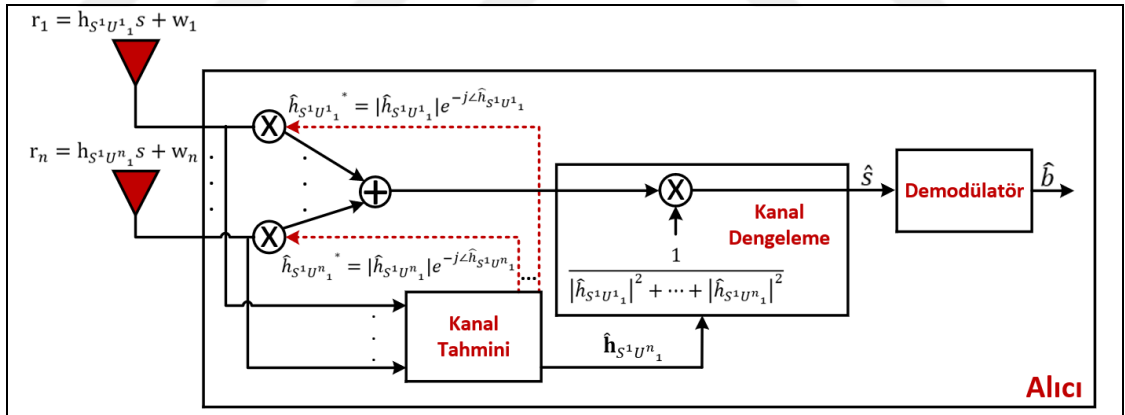 r₁ = h_{S¹U¹₁}s + w₁
ĥ_{S¹U¹₁}* = |ĥ_{S¹U¹₁}|e^{−j∠ĥ_{S¹U¹₁}}
X
rₙ = h_{S¹Uⁿ₁}s + wₙ
. . .
. . .
+
X
ŝ
Demodülatör
b̂
Kanal
Dengeleme
X
ĥ_{S¹Uⁿ₁}* = |ĥ_{S¹Uⁿ₁}|e^{−j∠ĥ_{S¹Uⁿ₁}}
...
1
|ĥ_{S¹U¹₁}|² + ⋯ + |ĥ_{S¹Uⁿ₁}|²
. . .
Kanal
Tahmini
ĥ_{S¹Uⁿ₁}
Alıcı